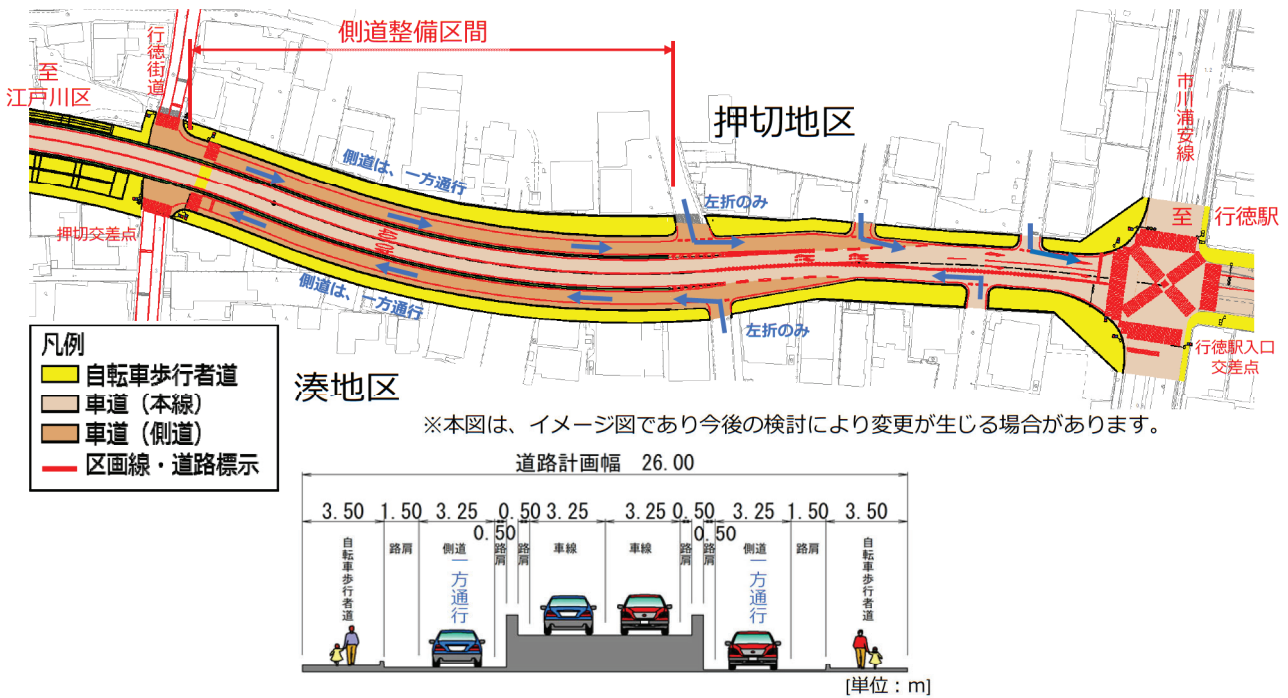 側道整備区間
行徳街道
至
江戸川区
押切地区
市川浦安線
側道は、一方通行
左折のみ
至 行徳駅
押切交差点
側道は、一方通行
左折のみ
行徳駅入口
交差点
凡例
自転車歩行者道
車道（本線）
車道（側道）
区画線・道路標示
湊地区
※本図は、イメージ図であり今後の検討により変更が生じる場合があります。
道路計画幅 26.00
3.50 1.50 3.25 0.50 3.25 3.25 0.50 3.25 1.50 3.50
0.50 0.50
自転車歩行者道 路肩 側道 一方通行 路肩 路肩 車線 車線 路肩 路肩 側道 一方通行 路肩 自転車歩行者道
[単位：m]